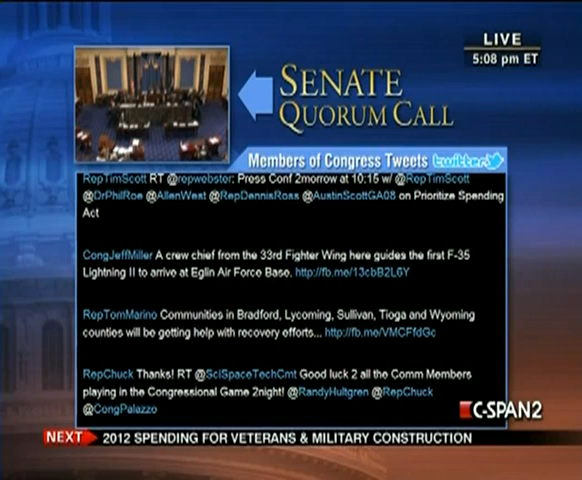 LIVE
5:08 pm ET
SENATE
QUORUM CALL
Members of Congress Tweets twitter
RepTimScott RT @repwebster: Press Conf 2morrow at 10:15 w/ @RepTimScott
@DrPhilRoe @AllenWest @RepDennisRoss @AustinScottGA08 on Prioritize Spending
Act
CongJeffMiller A crew chief from the 33rd Fighter Wing here guides the first F-35
Lightning II to arrive at Eglin Air Force Base. http://fb.me/13cbB2L6Y
RepTomMarino Communities in Bradford, Lycoming, Sullivan, Tioga and Wyoming
counties will be getting help with recovery efforts... http://fb.me/VMCFfdGc
RepChuck Thanks! RT @SciSpaceTechCmt Good luck 2 all the Comm Members
playing in the Congressional Game 2night! @RandyHultgren @RepChuck
@CongPalazzo
C-SPAN2
NEXT 2012 SPENDING FOR VETERANS & MILITARY CONSTRUCTION